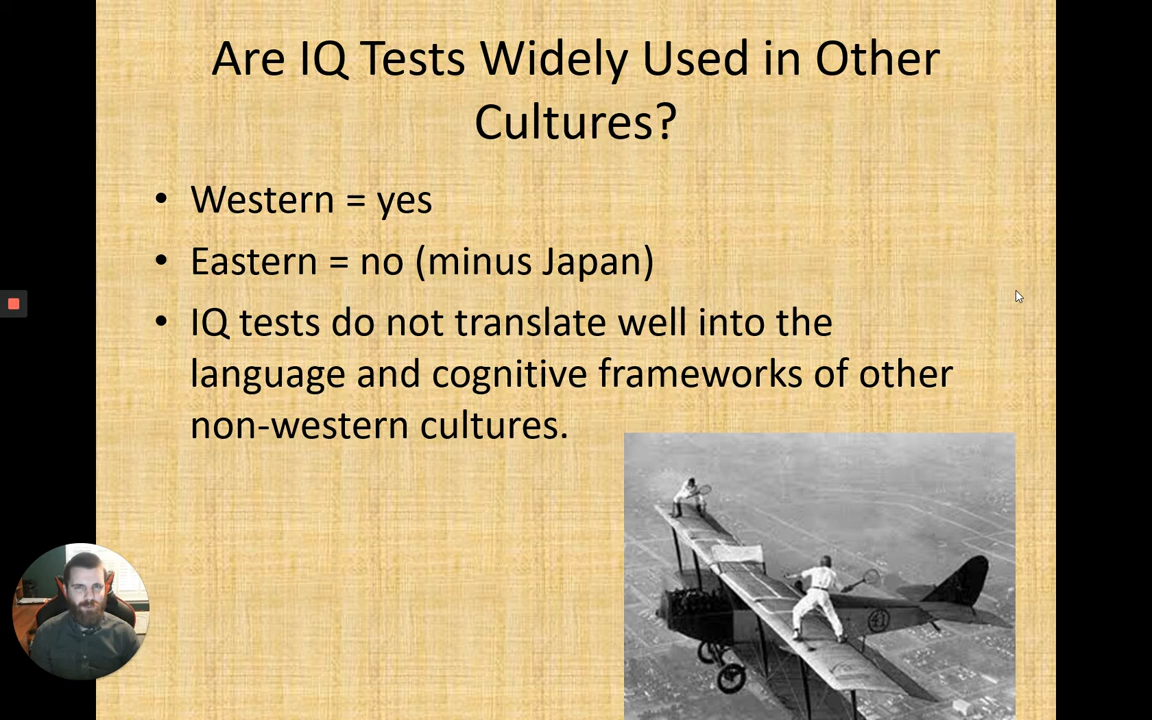 Are IQ Tests Widely Used in Other
Cultures?
• Western = yes
• Eastern = no (minus Japan)
• IQ tests do not translate well into the
language and cognitive frameworks of other
non-western cultures.
41